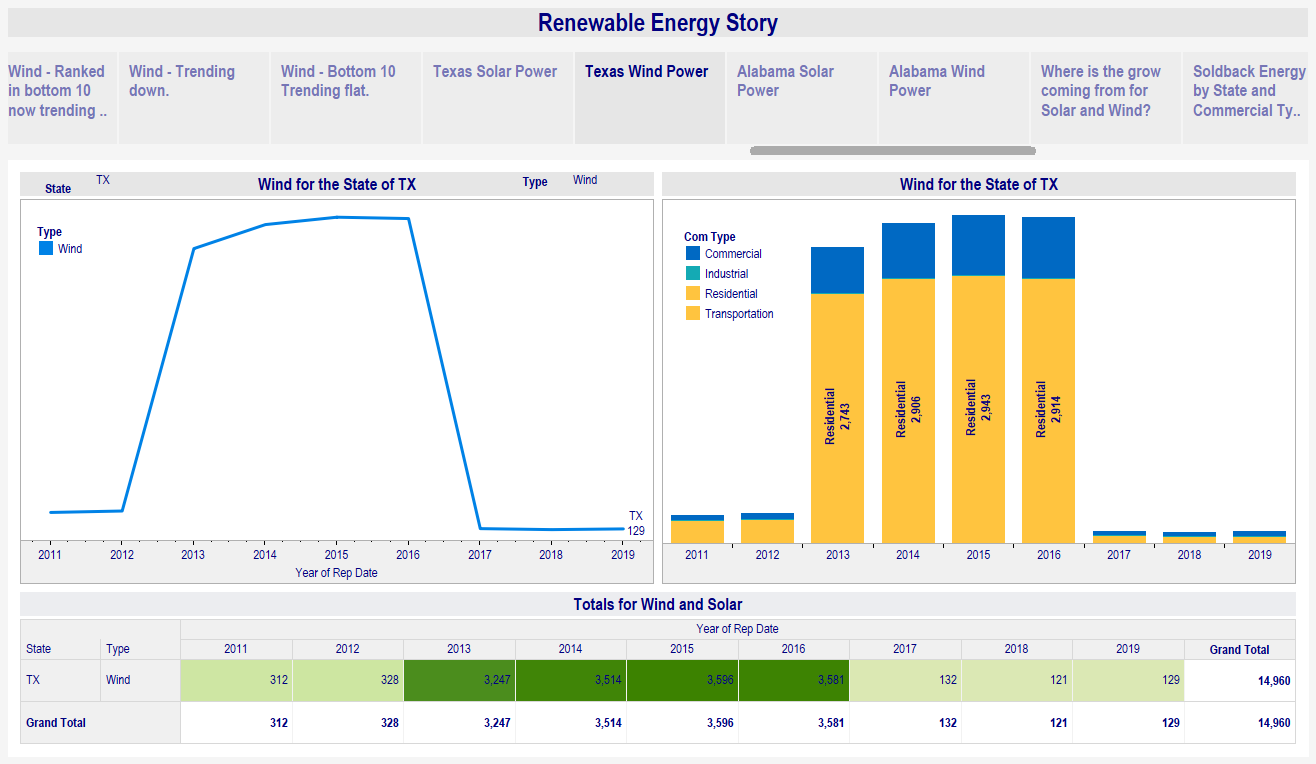 Renewable Energy Story
Wind - Ranked
in bottom 10
now trending ..
Wind - Trending
down.
Wind - Bottom 10
Trending flat.
Texas Solar Power
Texas Wind Power
Alabama Solar
Power
Alabama Wind
Power
Where is the grow
coming from for
Solar and Wind?
Soldback Energy
by State and
Commercial Ty..
State TX Wind for the State of TX Type Wind
Type
Wind
TX
129
2011 2012 2013 2014 2015 2016 2017 2018 2019
Year of Rep Date
Wind for the State of TX
Com Type
Commercial
Industrial
Residential
Transportation
Residential
2,743
Residential
2,906
Residential
2,943
Residential
2,914
2011 2012 2013 2014 2015 2016 2017 2018 2019
Totals for Wind and Solar
Year of Rep Date
State Type 2011 2012 2013 2014 2015 2016 2017 2018 2019 Grand Total
TX Wind 312 328 3,247 3,514 3,596 3,581 132 121 129 14,960
Grand Total 312 328 3,247 3,514 3,596 3,581 132 121 129 14,960